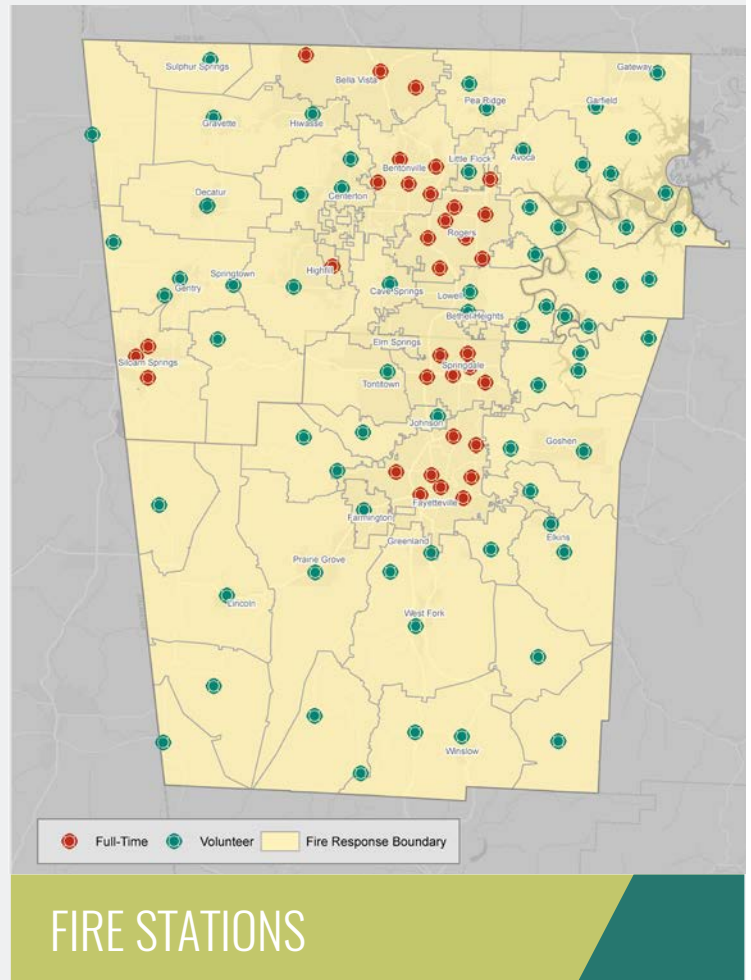 Sulphur Springs
Gateway
Bella Vista
Pea Ridge
Garfield
Gravette
Hiwasse
Little Flock
Avoca
Bentonville
Decatur
Centerton
Rogers
Highfill
Springtown
Gentry
Cave Springs
Lowell
Bethel Heights
Elm Springs
Siloam Springs
Springdale
Tontitown
Johnson
Goshen
Fayetteville
Farmington
Elkins
Greenland
Prairie Grove
Lincoln
West Fork
Winslow
Full-Time Volunteer Fire Response Boundary
FIRE STATIONS